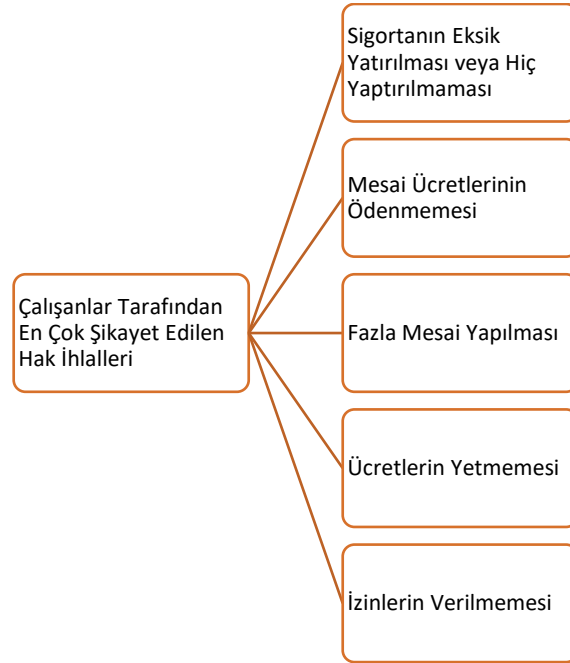 Çalışanlar Tarafından
En Çok Şikayet Edilen
Hak İhlalleri
Sigortanın Eksik
Yatırılması veya Hiç
Yaptırılmaması
Mesai Ücretlerinin
Ödenmemesi
Fazla Mesai Yapılması
Ücretlerin Yetmemesi
İzinlerin Verilmemesi